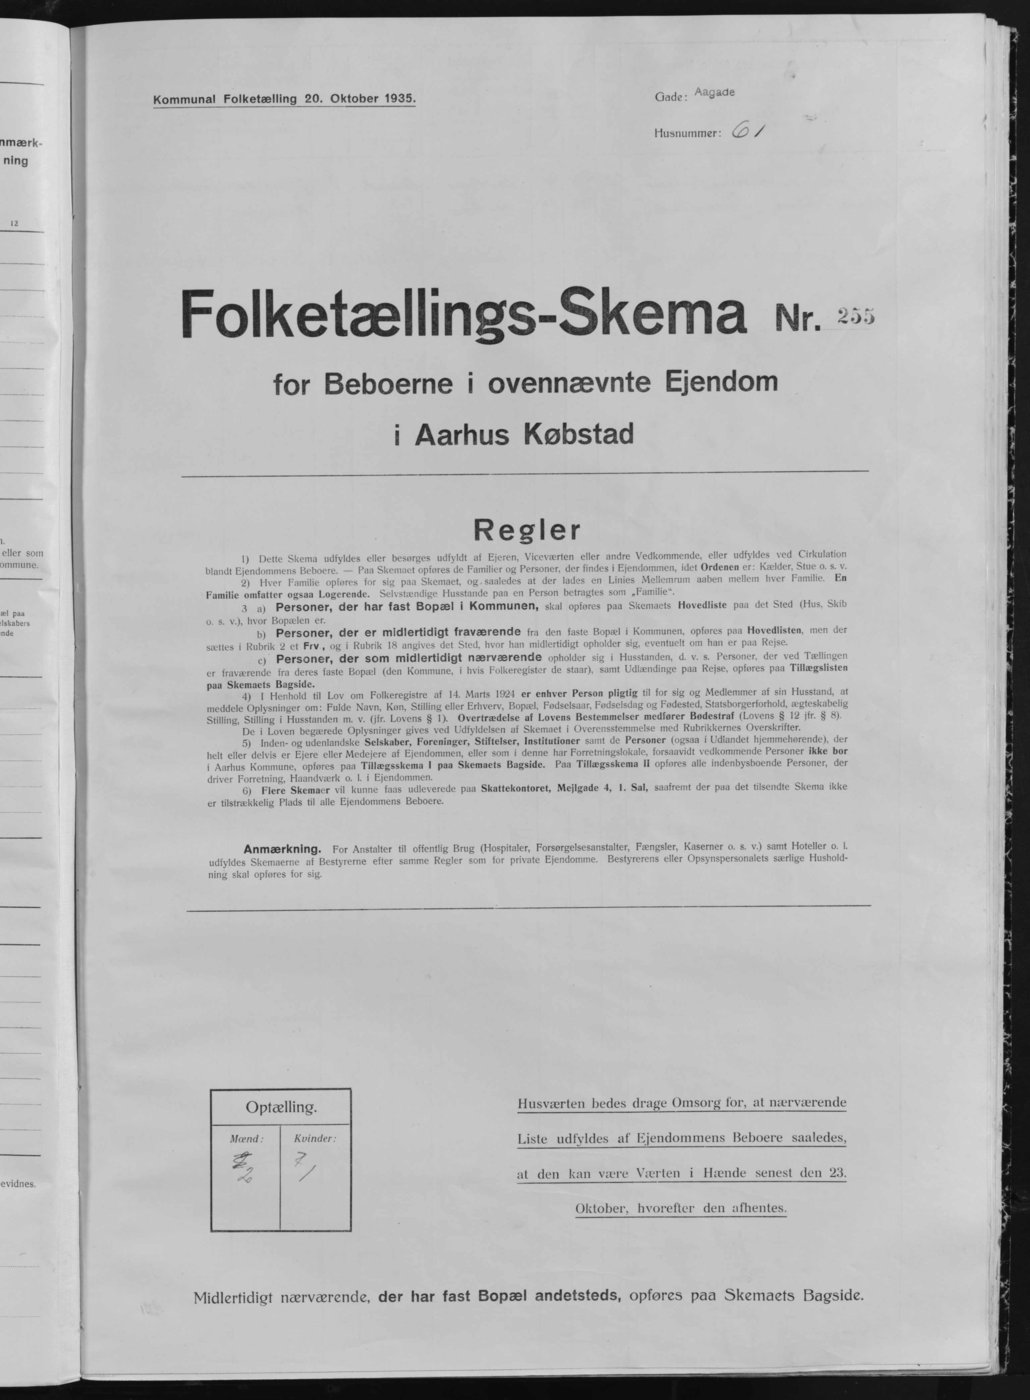 Kommunal Folketælling 20. Oktober 1935.
Gade: Aagade
Husnummer: 61
nmærk-
ning
12
Folketællings-Skema Nr. 255
for Beboerne i ovennævnte Ejendom
i Aarhus Købstad
Regler
1) Dette Skema udfyldes eller besørges udfyldt af Ejeren, Viceværten eller andre Vedkommende, eller udfyldes ved Cirkulation
blandt Ejendommens Beboere. — Paa Skemaet opføres de Familier og Personer, der findes i Ejendommen, idet Ordenen er: Kælder, Stue o. s. v.
2) Hver Familie opføres for sig paa Skemaet, og saaledes at der lades en Linies Mellemrum aaben mellem hver Familie. En
Familie omfatter ogsaa Logerende. Selvstændige Husstande paa en Person betragtes som „Familie“.
3 a) Personer, der har fast Bopæl i Kommunen, skal opføres paa Skemaets Hovedliste paa det Sted (Hus, Skib
o. s. v.), hvor Bopælen er.
b) Personer, der er midlertidigt fraværende fra den faste Bopæl i Kommunen, opføres paa Hovedlisten, men der
sættes i Rubrik 2 et Frv., og i Rubrik 18 angives det Sted, hvor han midlertidigt opholder sig, eventuelt om han er paa Rejse.
c) Personer, der som midlertidigt nærværende opholder sig i Husstanden, d. v. s. Personer, der ved Tællingen
er fraværende fra deres faste Bopæl (den Kommune, i hvis Folkeregister de staar), samt Udlændinge paa Rejse, opføres paa Tillægslisten
paa Skemaets Bagside.
4) I Henhold til Lov om Folkeregistre af 14. Marts 1924 er enhver Person pligtig til for sig og Medlemmer af sin Husstand, at
meddele Oplysninger om: Fulde Navn, Køn, Stilling eller Erhverv, Bopæl, Fødselsaar, Fødselsdag og Fødested, Statsborgerforhold, ægteskabelig
Stilling, Stilling i Husstanden m. v. (jfr. Lovens § 1). Overtrædelse af Lovens Bestemmelser medfører Bødestraf (Lovens § 12 jfr. § 8).
De i Loven begærede Oplysninger gives ved Udfyldelsen af Skemaet i Overensstemmelse med Rubrikkernes Overskrifter.
5) Inden- og udenlandske Selskaber, Foreninger, Stiftelser, Institutioner samt de Personer (ogsaa i Udlandet hjemmehørende), der
helt eller delvis er Ejere eller Medejere af Ejendommen, eller som i denne har Forretningslokale, forsaavidt vedkommende Personer ikke bor
i Aarhus Kommune, opføres paa Tillægsskema I paa Skemaets Bagside. Paa Tillægsskema II opføres alle indenbysboende Personer, der
driver Forretning, Haandværk o. l. i Ejendommen.
6) Flere Skemaer vil kunne faas udleverede paa Skattekontoret, Mejlgade 4, 1. Sal, saafremt der paa det tilsendte Skema ikke
er tilstrækkelig Plads til alle Ejendommens Beboere.
Anmærkning. For Anstalter til offentlig Brug (Hospitaler, Forsørgelsesanstalter, Fængsler, Kaserner o. s. v.) samt Hoteller o. l.
udfyldes Skemaerne af Bestyrerne efter samme Regler som for private Ejendomme. Bestyrerens eller Opsynspersonalets særlige Hushold-
ning skal opføres for sig.
eller som
ommune.
æl paa
elskabers
ende
evidnes.
Optælling.
Mænd: Kvinder:
7
2 1
Husværten bedes drage Omsorg for, at nærværende
Liste udfyldes af Ejendommens Beboere saaledes,
at den kan være Værten i Hænde senest den 23.
Oktober, hvorefter den afhentes.
Midlertidigt nærværende, der har fast Bopæl andetsteds, opføres paa Skemaets Bagside.